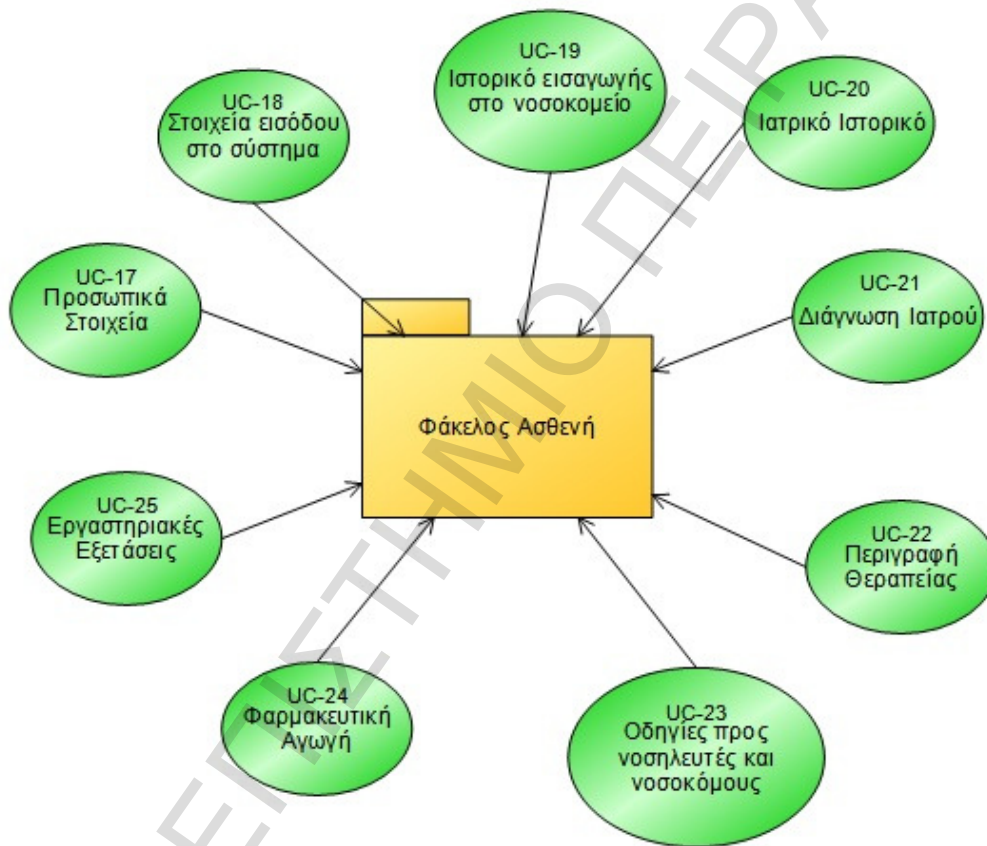 UC-19
Ιστορικό εισαγωγής
στο νοσοκομείο
UC-18
Στοιχεία εισόδου
στο σύστημα
UC-20
Ιατρικό Ιστορικό
UC-17
Προσωπικά
Στοιχεία
UC-21
Διάγνωση Ιατρού
Φάκελος Ασθενή
UC-25
Εργαστηριακές
Εξετάσεις
UC-22
Περιγραφή
Θεραπείας
UC-24
Φαρμακευτική
Αγωγή
UC-23
Οδηγίες προς
νοσηλευτές και
νοσοκόμους